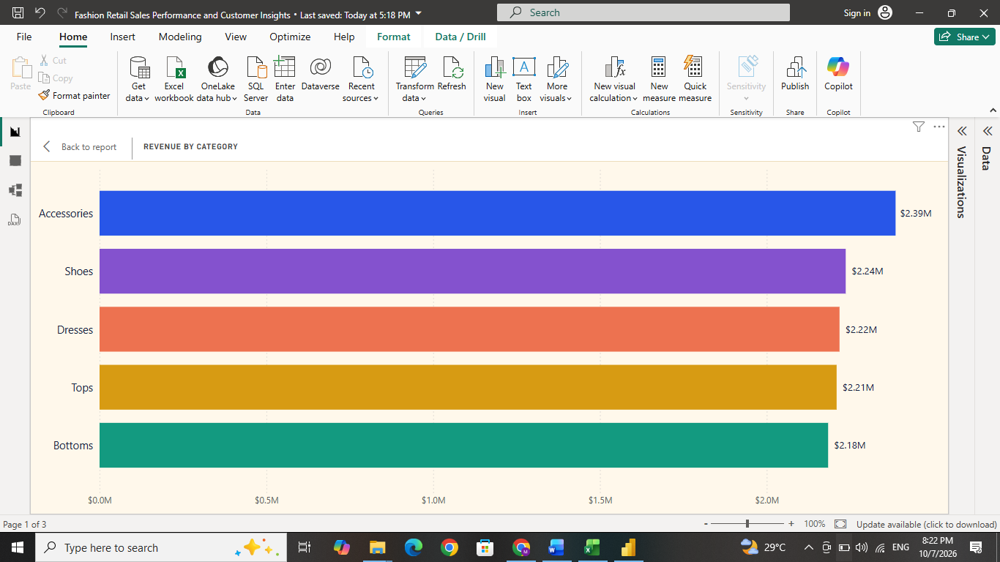 Fashion Retail Sales Performance and Customer Insights • Last saved: Today at 5:18 PM
Search
Sign in
File
Home
Insert
Modeling
View
Optimize
Help
Format
Data / Drill
Share
Paste
Cut
Copy
Format painter
Clipboard
Get data
Excel workbook
OneLake data hub
SQL Server
Enter data
Dataverse
Recent sources
Data
Transform data
Refresh
Queries
New visual
Text box
More visuals
Insert
New visual calculation
New measure
Quick measure
Calculations
Sensitivity
Sensitivity
Publish
Share
Copilot
Copilot
DAX
Back to report
REVENUE BY CATEGORY
Visualizations
Data
Accessories
$2.39M
Shoes
$2.24M
Dresses
$2.22M
Tops
$2.21M
Bottoms
$2.18M
$0.0M
$0.5M
$1.0M
$1.5M
$2.0M
Page 1 of 3
- + 100%
Update available (click to download)
Type here to search
29°C
ENG
8:22 PM
10/7/2026